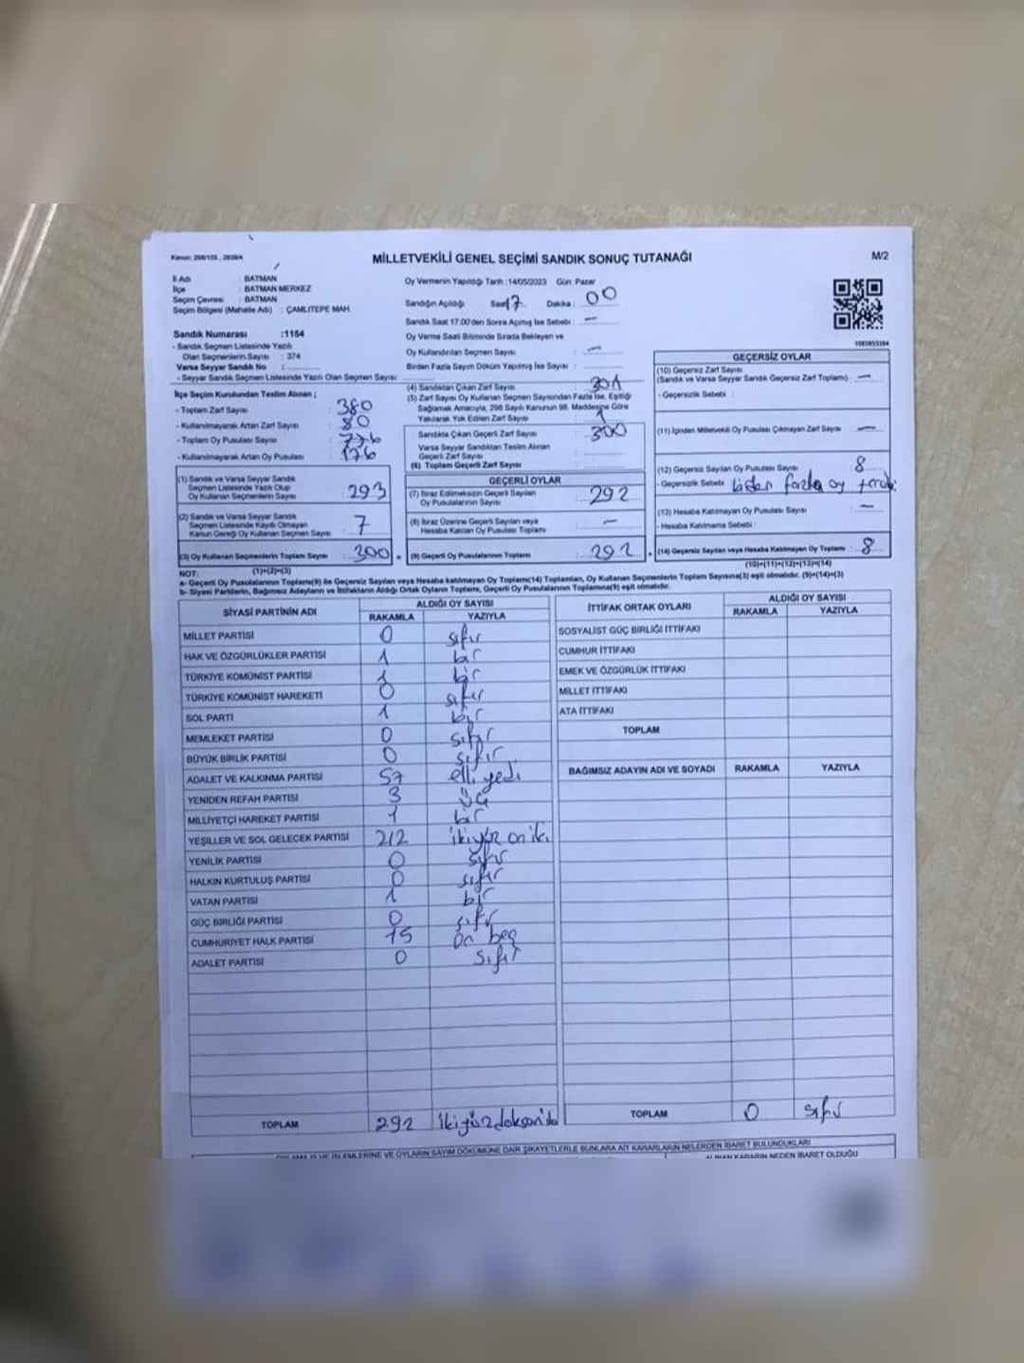 Kanun: 298/105, 2839/A
MİLLETVEKİLİ GENEL SEÇİMİ SANDIK SONUÇ TUTANAĞI
M/2
İl Adı : BATMAN
İlçe : BATMAN MERKEZ
Seçim Çevresi : BATMAN
Seçim Bölgesi (Mahalle Adı) : ÇAMLITEPE MAH.
Sandık Numarası :1154
- Sandık Seçmen Listesinde Yazılı
Olan Seçmenlerin Sayısı : 374
Varsa Seyyar Sandık No :
- Seyyar Sandık Seçmen Listesinde Yazılı Olan Seçmen Sayısı
İlçe Seçim Kurulundan Teslim Alınan ;
- Toplam Zarf Sayısı 380
- Kullanılmayarak Artan Zarf Sayısı 80
- Toplam Oy Pusulası Sayısı
- Kullanılmayarak Artan Oy Pusulası 176
(1) Sandık ve Varsa Seyyar Sandık
Seçmen Listesinde Yazılı Olup
Oy Kullanan Seçmenlerin Sayısı 293
(2) Sandık ve Varsa Seyyar Sandık
Seçmen Listesinde Kayıtlı Olmayan
Kanun Gereği Oy Kullanan Seçmen Sayısı 7
(3) Oy Kullanan Seçmenlerin Toplam Sayısı 300
(1)+(2)=(3)
Oy Vermenin Yapıldığı Tarih :14/05/2023 Gün: Pazar
Sandığın Açıldığı Saat 17 Dakika : 00
Sandık Saat 17:00'den Sonra Açılmış İse Sebebi : —
Oy Verme Saati Bitiminde Sırada Bekleyen ve
Oy Kullandırılan Seçmen Sayısı : —
Birden Fazla Sayım Döküm Yapılmış İse Sayısı :
(4) Sandıktan Çıkan Zarf Sayısı 301
(5) Zarf Sayısı Oy Kullanan Seçmen Sayısından Fazla İse, Eşitliği
Sağlamak Amacıyla, 298 Sayılı Kanunun 98. Maddesine Göre
Yakılarak Yok Edilen Zarf Sayısı 1
Sandıkta Çıkan Geçerli Zarf Sayısı 300
Varsa Seyyar Sandıktan Teslim Alınan
Geçerli Zarf Sayısı
(6) Toplam Geçerli Zarf Sayısı
GEÇERLİ OYLAR
(7) İtiraz Edilmeksizin Geçerli Sayılan
Oy Pusulalarının Sayısı 292
(8) İtiraz Üzerine Geçerli Sayılan veya
Hesaba Katılan Oy Pusulası Toplamı —
(9) Geçerli Oy Pusulalarının Toplamı 292
1083853384
GEÇERSİZ OYLAR
(10) Geçersiz Zarf Sayısı
(Sandık ve Varsa Seyyar Sandık Geçersiz Zarf Toplamı) : —
- Geçersizlik Sebebi :
(11) İçinden Milletvekili Oy Pusulası Çıkmayan Zarf Sayısı —
(12) Geçersiz Sayılan Oy Pusulası Sayısı 8
- Geçersizlik Sebebi birden fazla oy
(13) Hesaba Katılmayan Oy Pusulası Sayısı : —
- Hesaba Katılmama Sebebi :
(14) Geçersiz Sayılan veya Hesaba Katılmayan Oy Toplamı : 8
(10)+(11)+(12)+(13)=(14)
NOT:
a- Geçerli Oy Pusulalarının Toplamı(9) ile Geçersiz Sayılan veya Hesaba katılmayan Oy Toplamı(14) Toplamları, Oy Kullanan Seçmenlerin Toplam Sayısına(3) eşit olmalıdır. (9)+(14)=(3)
b- Siyasi Partilerin, Bağımsız Adayların ve İttifakların Aldığı Ortak Oyların Toplamı, Geçerli Oy Pusulalarının Toplamına(9) eşit olmalıdır.
SİYASİ PARTİNİN ADI
ALDIĞI OY SAYISI
RAKAMLA YAZIYLA
MİLLET PARTİSİ 0 sıfır
HAK VE ÖZGÜRLÜKLER PARTİSİ 1 bir
TÜRKİYE KOMÜNİST PARTİSİ 1 bir
TÜRKİYE KOMÜNİST HAREKETİ 0 sıfır
SOL PARTİ 1 bir
MEMLEKET PARTİSİ 0 sıfır
BÜYÜK BİRLİK PARTİSİ 0 sıfır
ADALET VE KALKINMA PARTİSİ 57 elli yedi
YENİDEN REFAH PARTİSİ 3 üç
MİLLİYETÇİ HAREKET PARTİSİ 1 bir
YEŞİLLER VE SOL GELECEK PARTİSİ 212 ikiyüz oniki
YENİLİK PARTİSİ 0 sıfır
HALKIN KURTULUŞ PARTİSİ 0 sıfır
VATAN PARTİSİ 1 bir
GÜÇ BİRLİĞİ PARTİSİ 0 sıfır
CUMHURİYET HALK PARTİSİ 15 on beş
ADALET PARTİSİ 0 sıfır
TOPLAM 292 ikiyüz doksan iki
İTTİFAK ORTAK OYLARI
ALDIĞI OY SAYISI
RAKAMLA YAZIYLA
SOSYALİST GÜÇ BİRLİĞİ İTTİFAKI
CUMHUR İTTİFAKI
EMEK VE ÖZGÜRLÜK İTTİFAKI
MİLLET İTTİFAKI
ATA İTTİFAKI
TOPLAM
BAĞIMSIZ ADAYIN ADI VE SOYADI RAKAMLA YAZIYLA
TOPLAM 0 sıfır
VE OYLARIN SAYIM DÖKÜMÜNE DAİR ŞİKAYETLERLE BUNLARA AİT KARARLARIN NELERDEN İBARET BULUNDUKLARI
ALINAN KARARIN NEDEN İBARET OLDUĞU